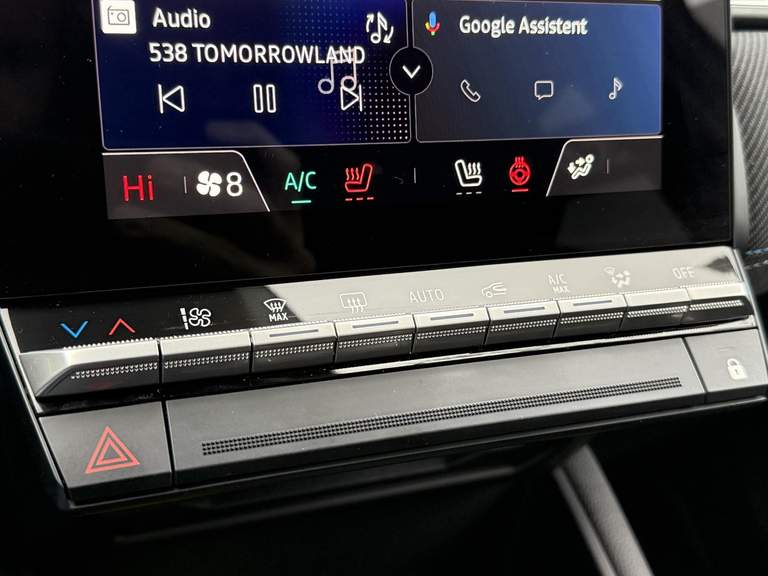 Audio
538 TOMORROWLAND
Google Assistent
Hi
8
A/C
MAX
AUTO
A/C
MAX
OFF